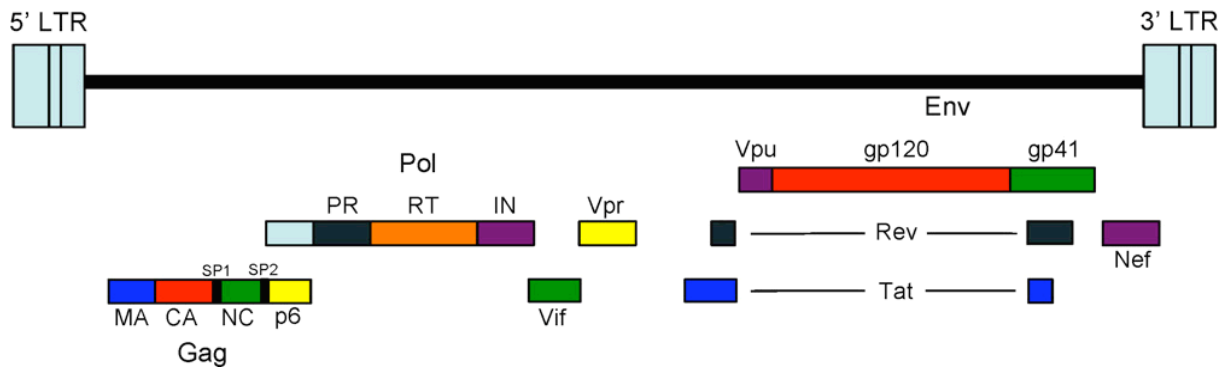 5' LTR 3' LTR
Env
Vpu gp120 gp41
Pol
PR RT IN Vpr
Rev
Nef
SP1 SP2
Tat
MA CA NC p6 Vif
Gag